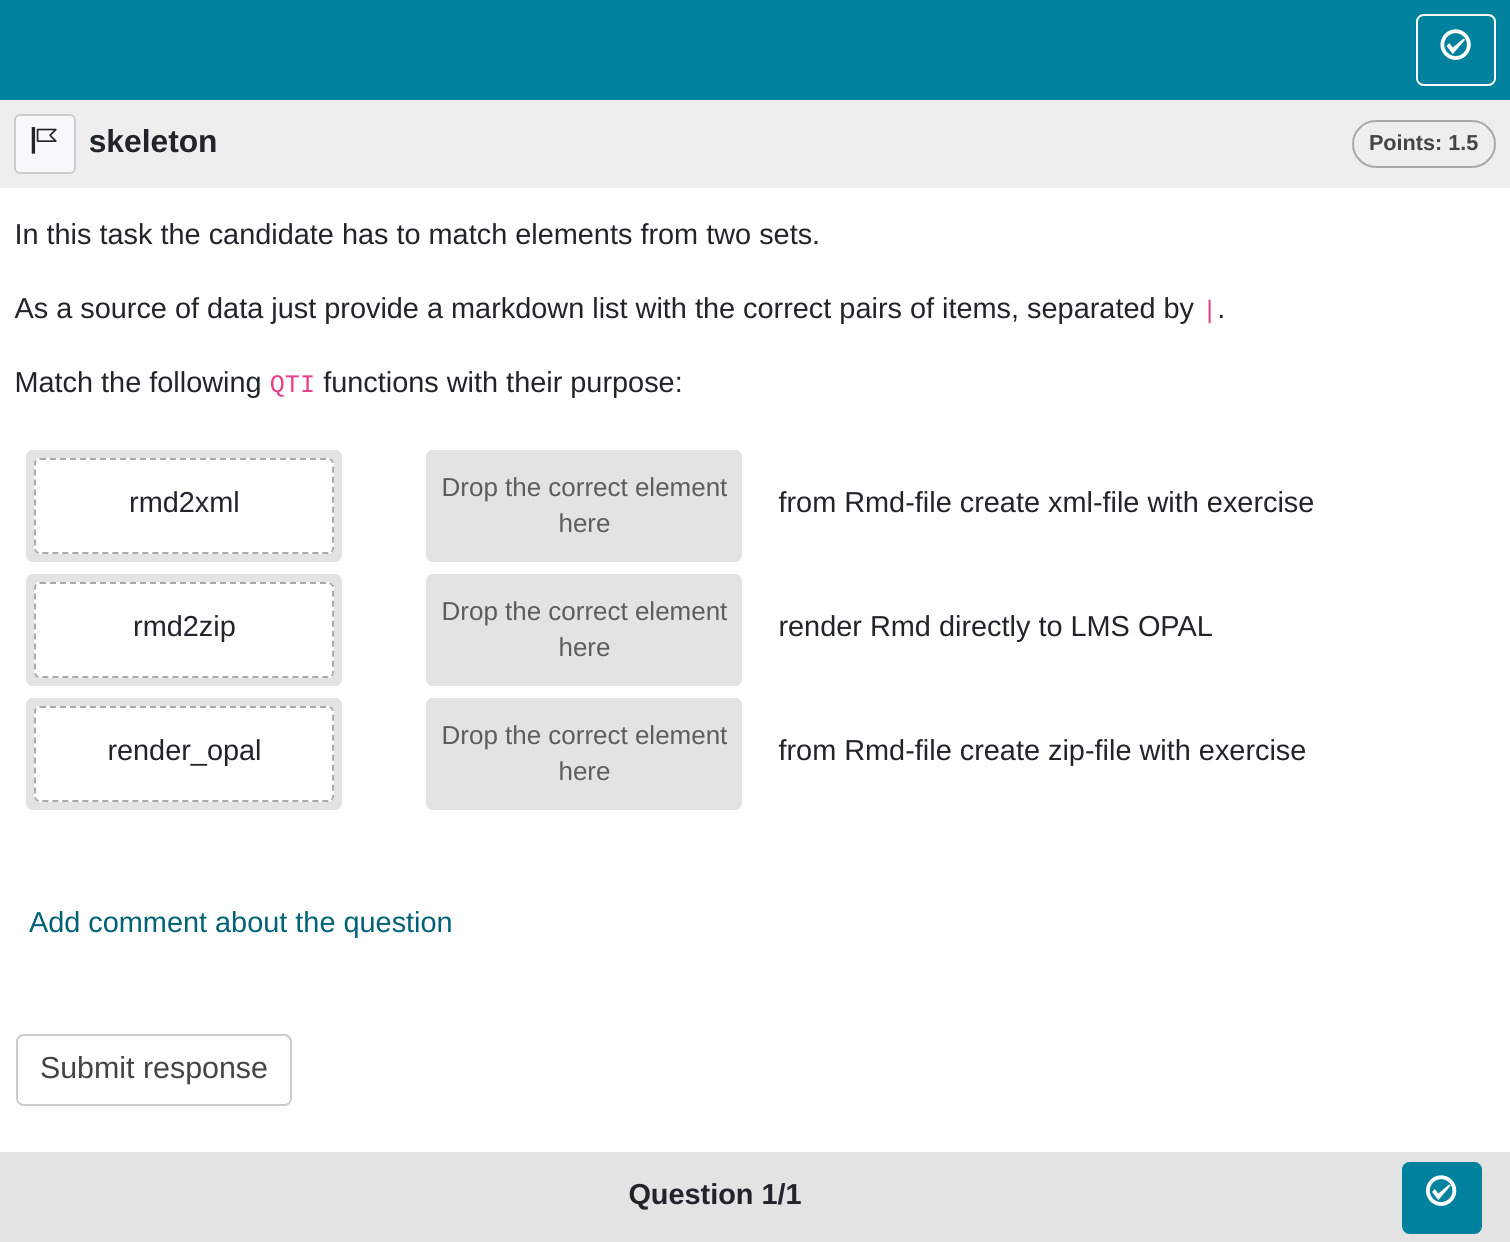 skeleton
Points: 1.5
In this task the candidate has to match elements from two sets.
As a source of data just provide a markdown list with the correct pairs of items, separated by |.
Match the following QTI functions with their purpose:
rmd2xml
Drop the correct element
here
from Rmd-file create xml-file with exercise
rmd2zip
Drop the correct element
here
render Rmd directly to LMS OPAL
render_opal
Drop the correct element
here
from Rmd-file create zip-file with exercise
Add comment about the question
Submit response
Question 1/1